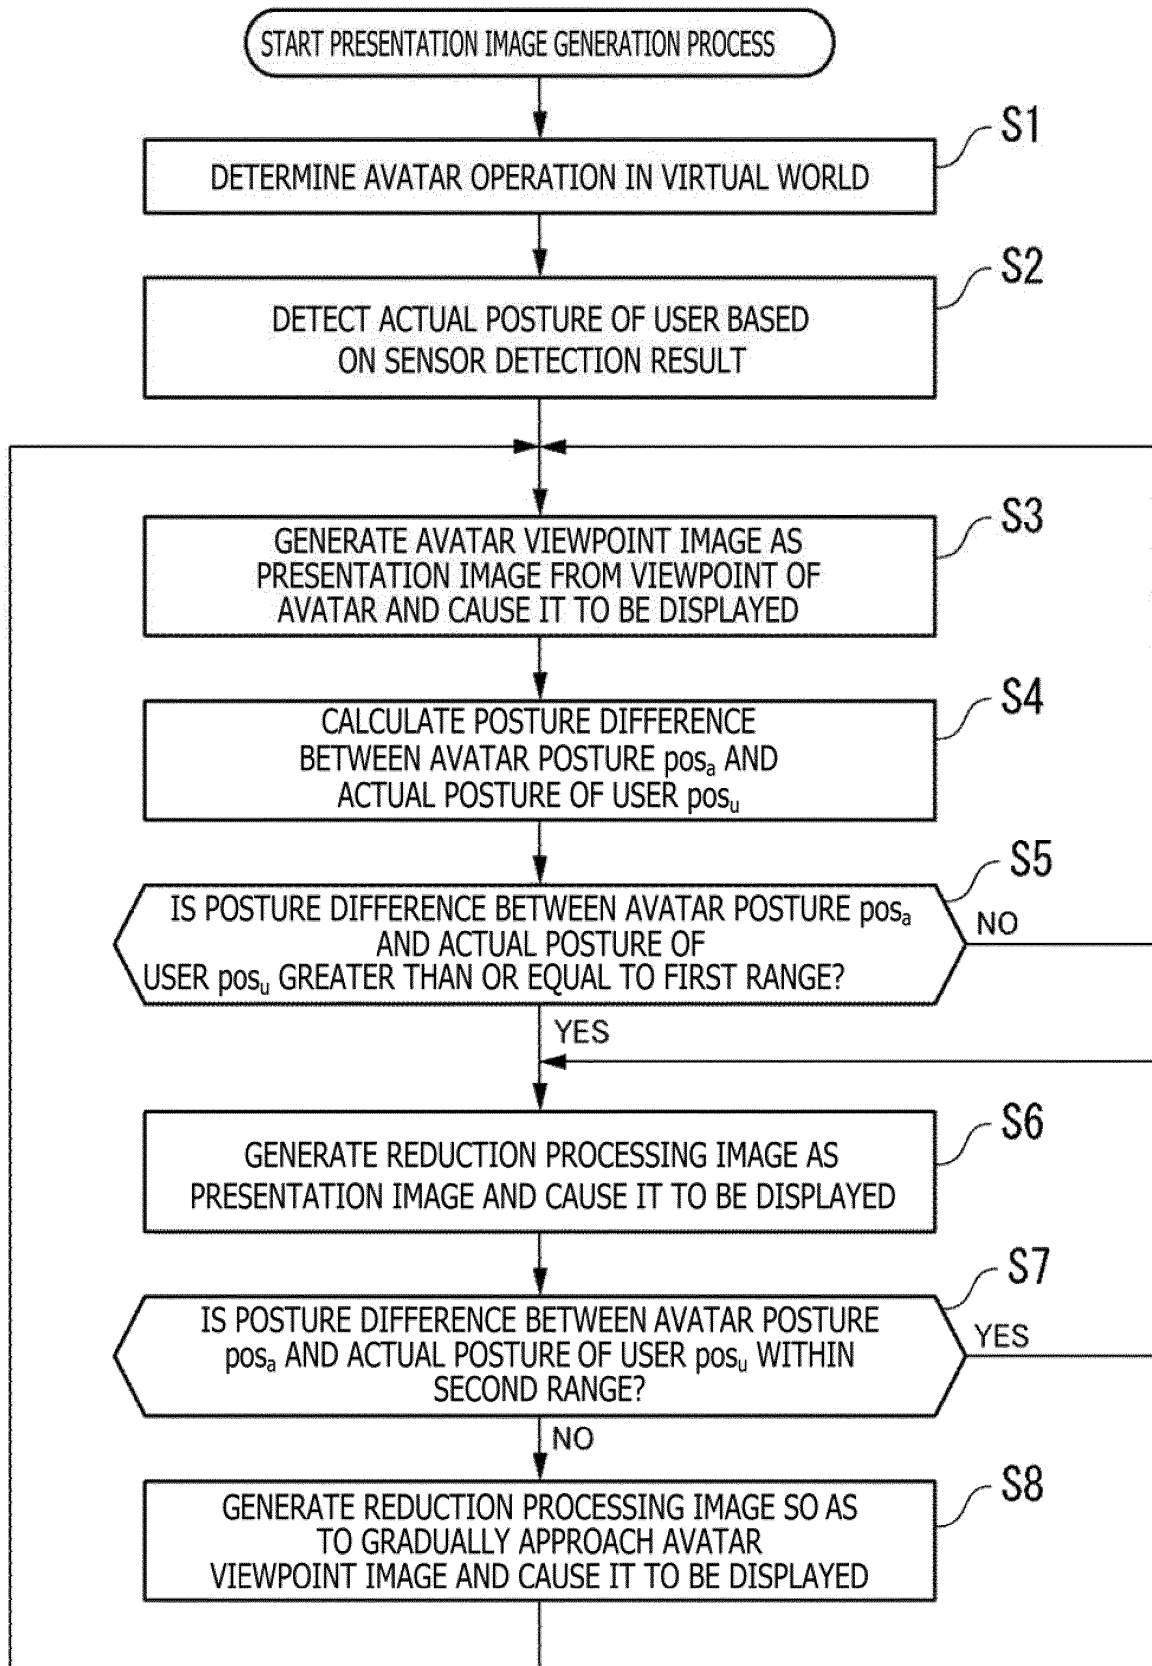 START PRESENTATION IMAGE GENERATION PROCESS
S1
DETERMINE AVATAR OPERATION IN VIRTUAL WORLD
S2
DETECT ACTUAL POSTURE OF USER BASED
ON SENSOR DETECTION RESULT
S3
GENERATE AVATAR VIEWPOINT IMAGE AS
PRESENTATION IMAGE FROM VIEWPOINT OF
AVATAR AND CAUSE IT TO BE DISPLAYED
S4
CALCULATE POSTURE DIFFERENCE
BETWEEN AVATAR POSTURE posₐ AND
ACTUAL POSTURE OF USER posᵤ
S5
IS POSTURE DIFFERENCE BETWEEN AVATAR POSTURE posₐ
AND ACTUAL POSTURE OF
USER posᵤ GREATER THAN OR EQUAL TO FIRST RANGE?
NO
YES
S6
GENERATE REDUCTION PROCESSING IMAGE AS
PRESENTATION IMAGE AND CAUSE IT TO BE DISPLAYED
S7
IS POSTURE DIFFERENCE BETWEEN AVATAR POSTURE
posₐ AND ACTUAL POSTURE OF USER posᵤ WITHIN
SECOND RANGE?
YES
NO
S8
GENERATE REDUCTION PROCESSING IMAGE SO AS
TO GRADUALLY APPROACH AVATAR
VIEWPOINT IMAGE AND CAUSE IT TO BE DISPLAYED